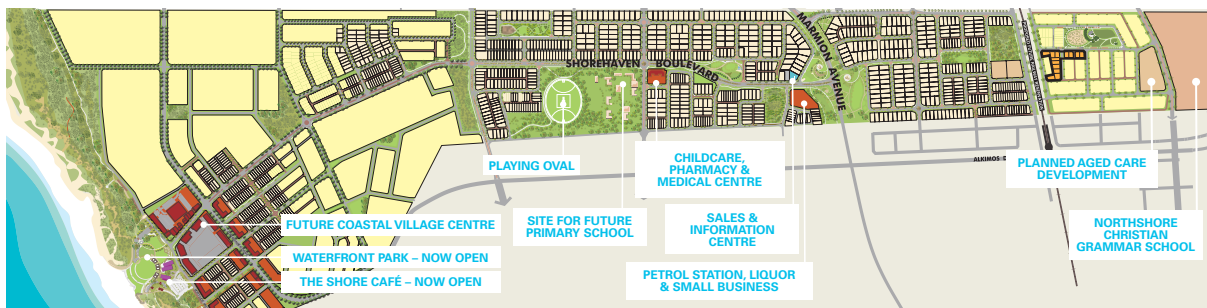 SHOREHAVEN BOULEVARD
MARMION AVENUE
ALKIMOS D
PLAYING OVAL
CHILDCARE,
PHARMACY &
MEDICAL CENTRE
PLANNED AGED CARE
DEVELOPMENT
FUTURE COASTAL VILLAGE CENTRE
SITE FOR FUTURE
PRIMARY SCHOOL
SALES &
INFORMATION
CENTRE
NORTHSHORE
CHRISTIAN
GRAMMAR SCHOOL
WATERFRONT PARK – NOW OPEN
THE SHORE CAFÉ – NOW OPEN
PETROL STATION, LIQUOR
& SMALL BUSINESS